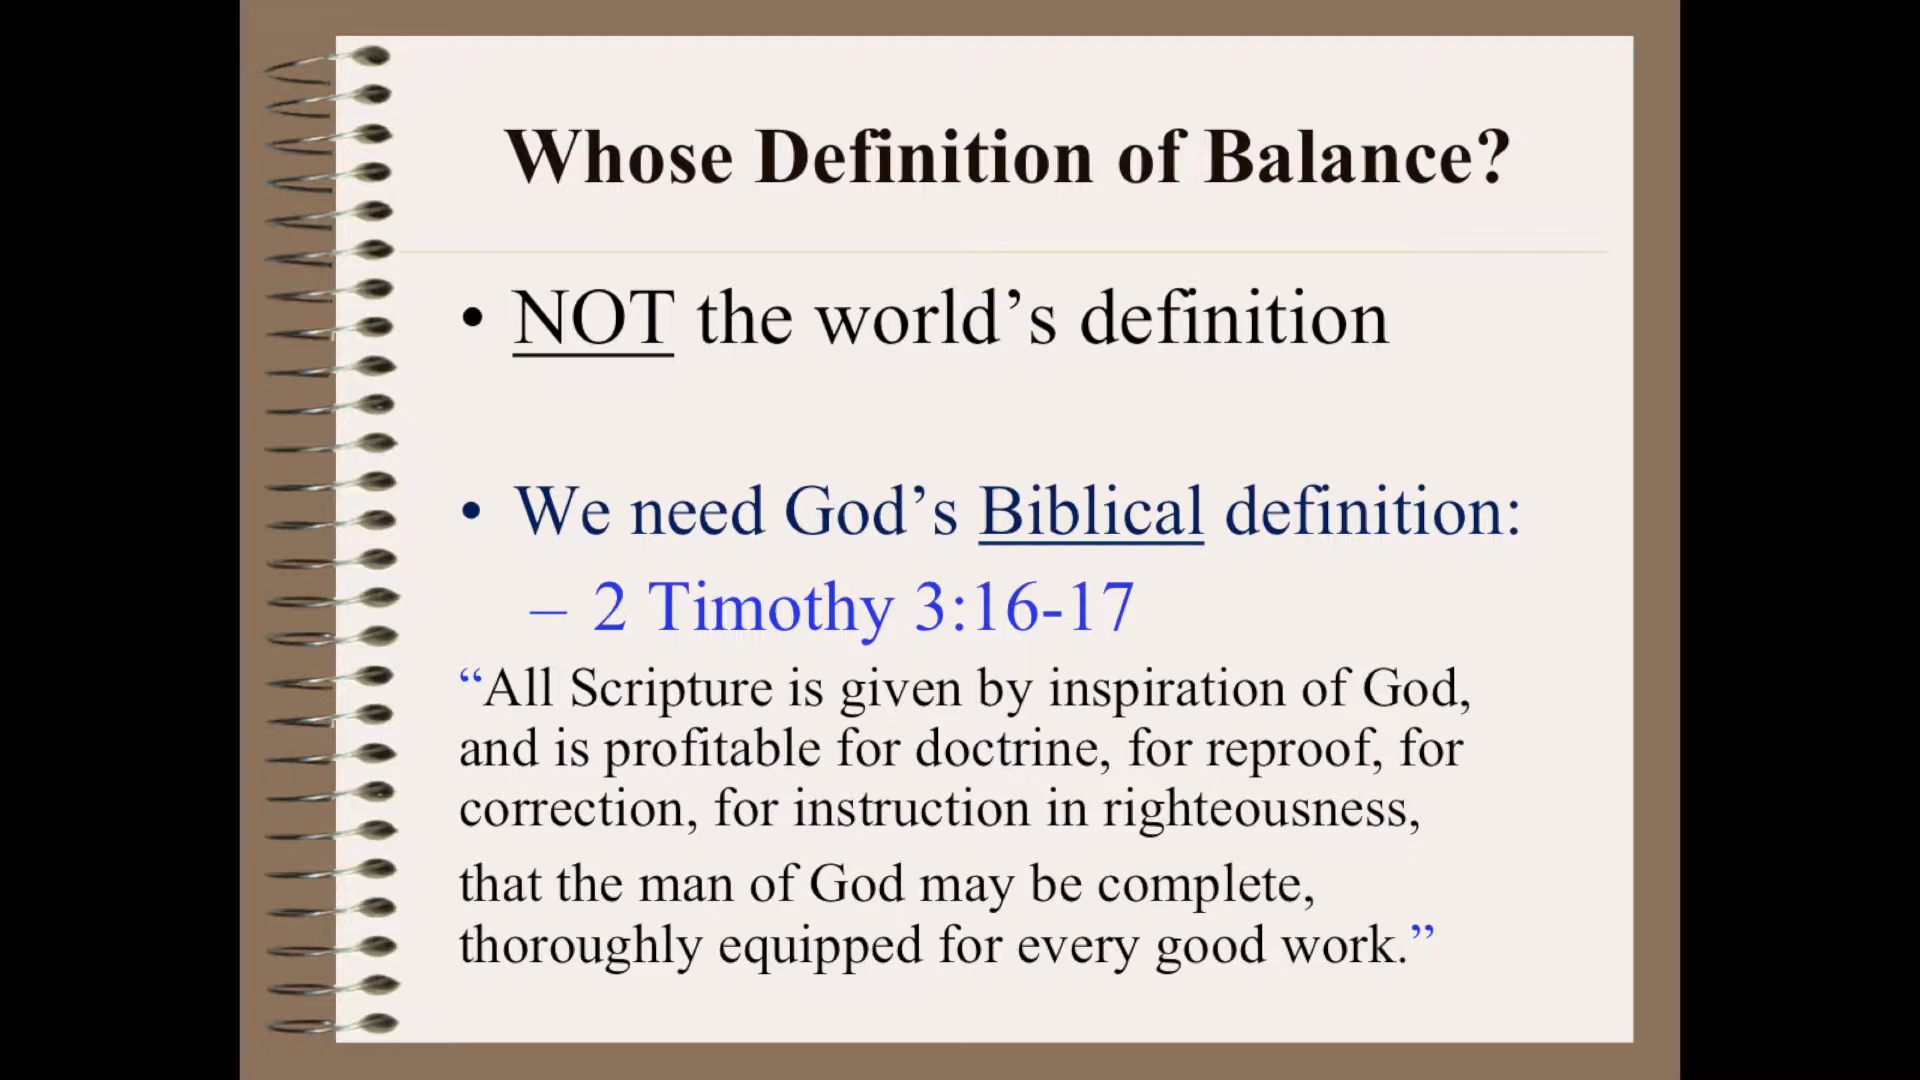 Whose Definition of Balance?
• NOT the world’s definition
• We need God’s Biblical definition:
– 2 Timothy 3:16-17
“All Scripture is given by inspiration of God,
and is profitable for doctrine, for reproof, for
correction, for instruction in righteousness,
that the man of God may be complete,
thoroughly equipped for every good work.”